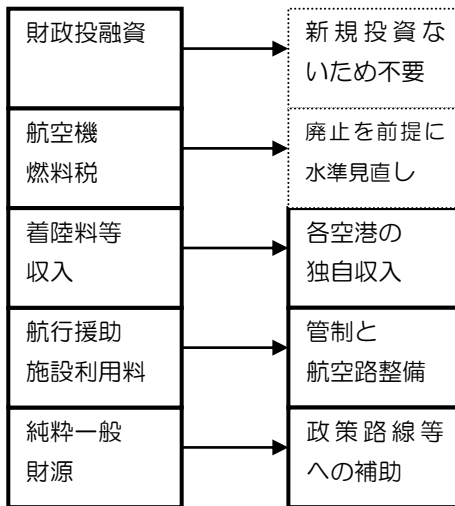 財政投融資
新規投資な
いため不要
航空機
燃料税
廃止を前提に
水準見直し
着陸料等
収入
各空港の
独自収入
航行援助
施設利用料
管制と
航空路整備
純粋一般
財源
政策路線等
への補助